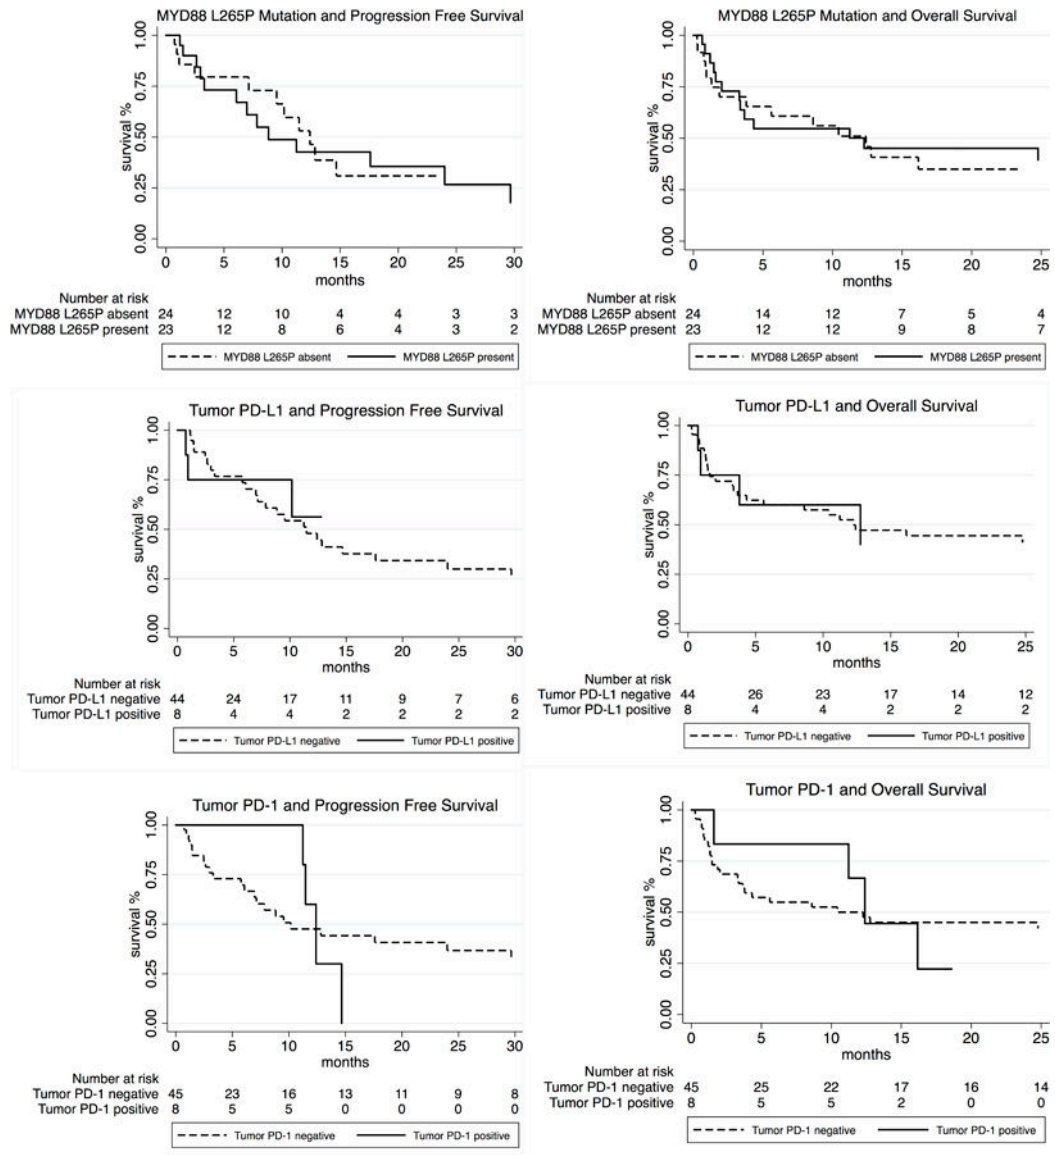 MYD88 L265P Mutation and Progression Free Survival
survival %
1.00
0.75
0.50
0.25
0.00
0 5 10 15 20 25 30
months
Number at risk
MYD88 L265P absent 24 12 10 4 4 3 3
MYD88 L265P present 23 12 8 6 4 3 2
MYD88 L265P absent MYD88 L265P present
MYD88 L265P Mutation and Overall Survival
survival %
1.00
0.75
0.50
0.25
0.00
0 5 10 15 20 25
months
Number at risk
MYD88 L265P absent 24 14 12 7 5 4
MYD88 L265P present 23 12 12 9 8 7
MYD88 L265P absent MYD88 L265P present
Tumor PD-L1 and Progression Free Survival
survival %
1.00
0.75
0.50
0.25
0.00
0 5 10 15 20 25 30
months
Number at risk
Tumor PD-L1 negative 44 24 17 11 9 7 6
Tumor PD-L1 positive 8 4 4 2 2 2 2
Tumor PD-L1 negative Tumor PD-L1 positive
Tumor PD-L1 and Overall Survival
survival %
1.00
0.75
0.50
0.25
0.00
0 5 10 15 20 25
months
Number at risk
Tumor PD-L1 negative 44 26 23 17 14 12
Tumor PD-L1 positive 8 4 4 2 2 2
Tumor PD-L1 negative Tumor PD-L1 positive
Tumor PD-1 and Progression Free Survival
survival %
1.00
0.75
0.50
0.25
0.00
0 5 10 15 20 25 30
months
Number at risk
Tumor PD-1 negative 45 23 16 13 11 9 8
Tumor PD-1 positive 8 5 5 0 0 0 0
Tumor PD-1 negative Tumor PD-1 positive
Tumor PD-1 and Overall Survival
survival %
1.00
0.75
0.50
0.25
0.00
0 5 10 15 20 25
months
Number at risk
Tumor PD-1 negative 45 25 22 17 16 14
Tumor PD-1 positive 8 5 5 2 0 0
Tumor PD-1 negative Tumor PD-1 positive